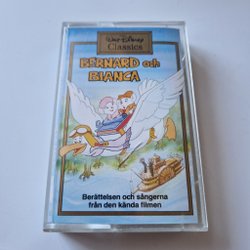 Walt Disney
Classics
BERNARD och
BIANCA
Berättelsen och sångerna
från den kända filmen